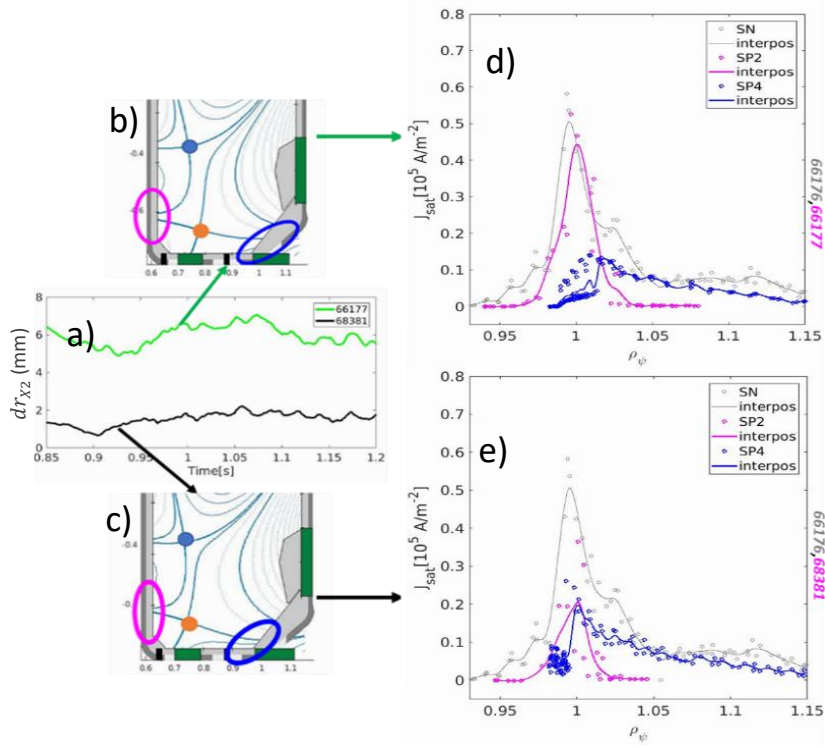 b)
-0.4
0.6 0.7 0.8 0.9 1 1.1
a)
dr_{X2} (mm)
8
6
4
2
0
66177
68381
0.85 0.9 0.95 1 1.05 1.1 1.15 1.2
Time[s]
c)
-0.4
0.6 0.7 0.8 0.9 1 1.1
d)
J_sat[10^5 A/m^-2]
0.8
0.7
0.6
0.5
0.4
0.3
0.2
0.1
0
SN
interpos
SP2
interpos
SP4
interpos
0.95 1 1.05 1.1 1.15
ρ_ψ
66176,66177
e)
J_sat[10^5 A/m^-2]
0.8
0.7
0.6
0.5
0.4
0.3
0.2
0.1
0
SN
interpos
SP2
interpos
SP4
interpos
0.95 1 1.05 1.1 1.15
ρ_ψ
66176,68381